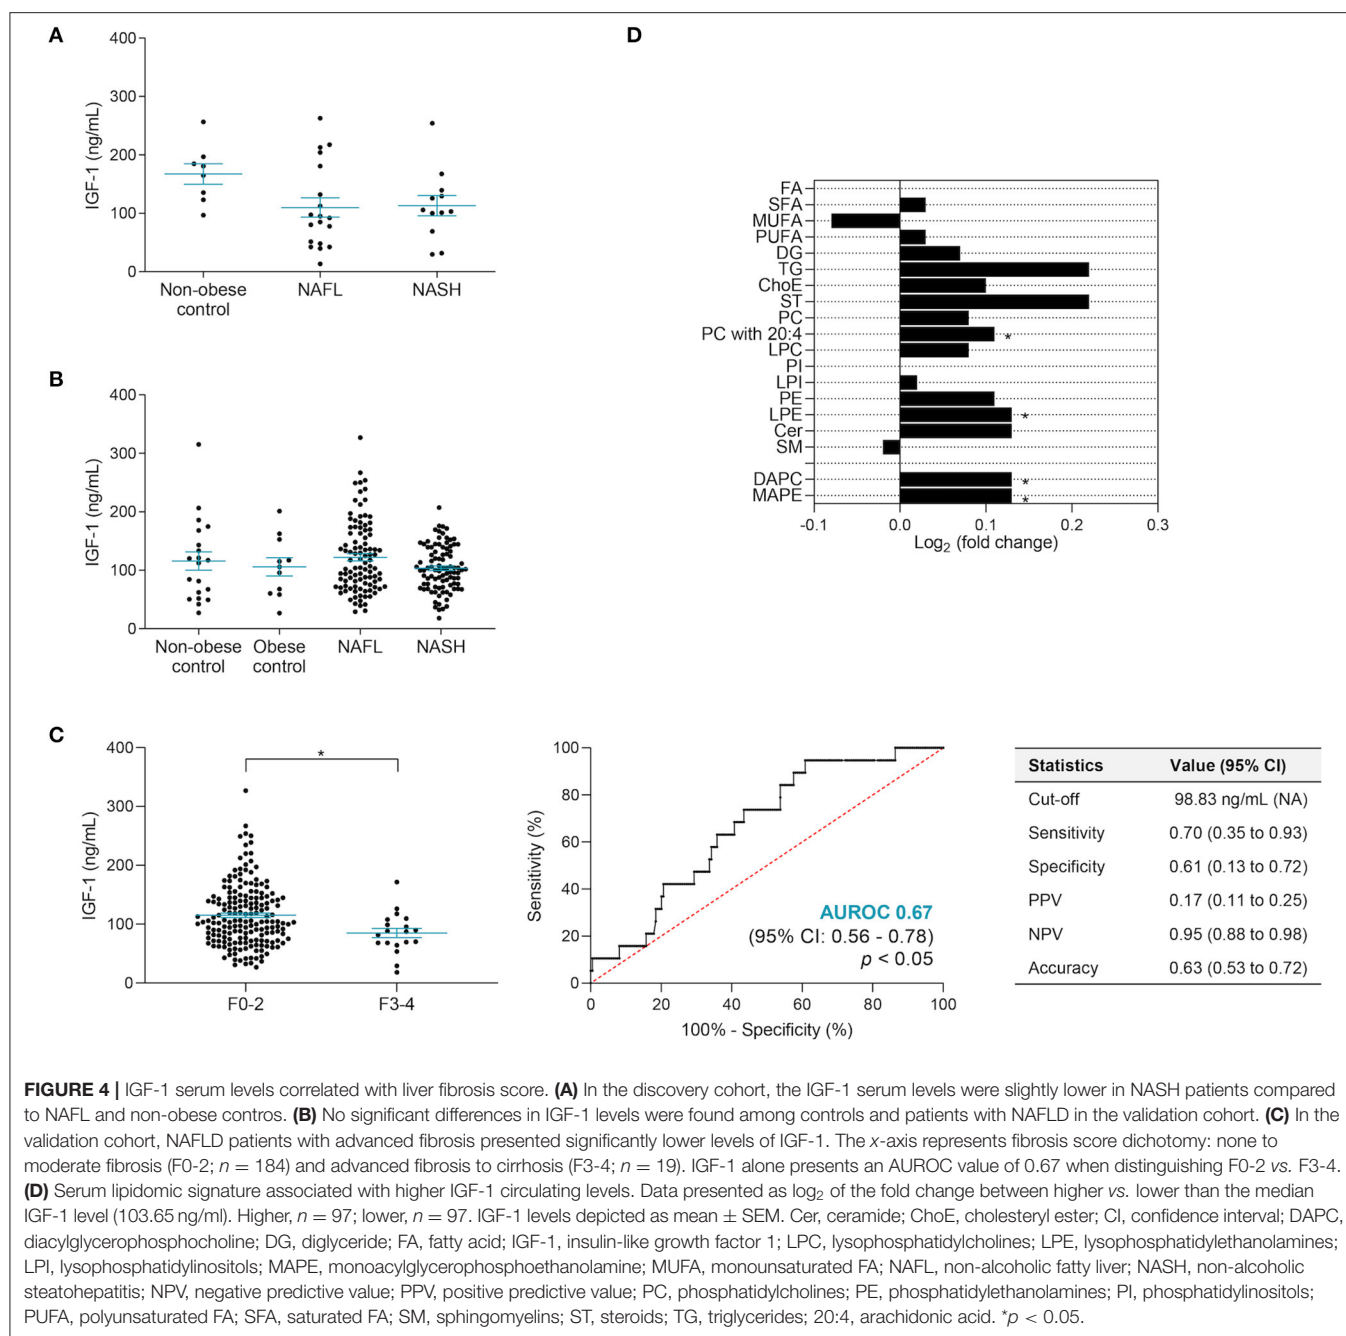 A
400
300
200
100
0
IGF-1 (ng/mL)
Non-obese
control
NAFL
NASH
B
400
300
200
100
0
IGF-1 (ng/mL)
Non-obese
control
Obese
control
NAFL
NASH
D
FA
SFA
MUFA
PUFA
DG
TG
ChoE
ST
PC
PC with 20:4
*
LPC
PI
LPI
PE
LPE
*
Cer
SM
DAPC
*
MAPE
*
-0.1 0.0 0.1 0.2 0.3
Log₂ (fold change)
C
400
300
200
100
0
IGF-1 (ng/mL)
*
F0-2
F3-4
100
80
60
40
20
0
Sensitivity (%)
AUROC 0.67
(95% CI: 0.56 - 0.78)
p < 0.05
0 20 40 60 80 100
100% - Specificity (%)
Statistics Value (95% CI)
Cut-off 98.83 ng/mL (NA)
Sensitivity 0.70 (0.35 to 0.93)
Specificity 0.61 (0.13 to 0.72)
PPV 0.17 (0.11 to 0.25)
NPV 0.95 (0.88 to 0.98)
Accuracy 0.63 (0.53 to 0.72)
FIGURE 4 | IGF-1 serum levels correlated with liver fibrosis score. (A) In the discovery cohort, the IGF-1 serum levels were slightly lower in NASH patients compared
to NAFL and non-obese contros. (B) No significant differences in IGF-1 levels were found among controls and patients with NAFLD in the validation cohort. (C) In the
validation cohort, NAFLD patients with advanced fibrosis presented significantly lower levels of IGF-1. The x-axis represents fibrosis score dichotomy: none to
moderate fibrosis (F0-2; n = 184) and advanced fibrosis to cirrhosis (F3-4; n = 19). IGF-1 alone presents an AUROC value of 0.67 when distinguishing F0-2 vs. F3-4.
(D) Serum lipidomic signature associated with higher IGF-1 circulating levels. Data presented as log₂ of the fold change between higher vs. lower than the median
IGF-1 level (103.65 ng/ml). Higher, n = 97; lower, n = 97. IGF-1 levels depicted as mean ± SEM. Cer, ceramide; ChoE, cholesteryl ester; CI, confidence interval; DAPC,
diacylglycerophosphocholine; DG, diglyceride; FA, fatty acid; IGF-1, insulin-like growth factor 1; LPC, lysophosphatidylcholines; LPE, lysophosphatidylethanolamines;
LPI, lysophosphatidylinositols; MAPE, monoacylglycerophosphoethanolamine; MUFA, monounsaturated FA; NAFL, non-alcoholic fatty liver; NASH, non-alcoholic
steatohepatitis; NPV, negative predictive value; PPV, positive predictive value; PC, phosphatidylcholines; PE, phosphatidylethanolamines; PI, phosphatidylinositols;
PUFA, polyunsaturated FA; SFA, saturated FA; SM, sphingomyelins; ST, steroids; TG, triglycerides; 20:4, arachidonic acid. *p < 0.05.